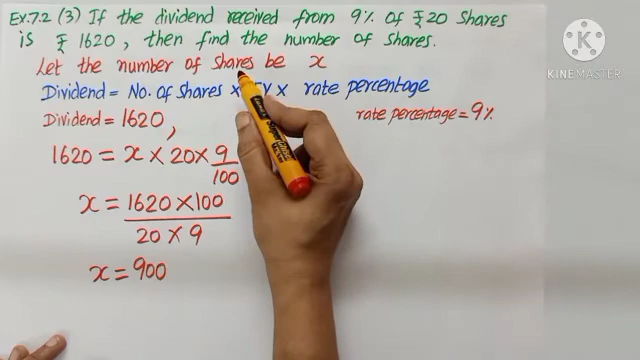 Ex.7.2 (3) If the dividend received from 9% of ₹20 shares
is ₹ 1620, then find the number of shares.
Let the number of shares be x
Dividend = No. of shares × FV × rate percentage
Dividend = 1620, rate percentage = 9%
1620 = x × 20 × 9/100
x = 1620 × 100 / 20 × 9
x = 900
KINEMASTER